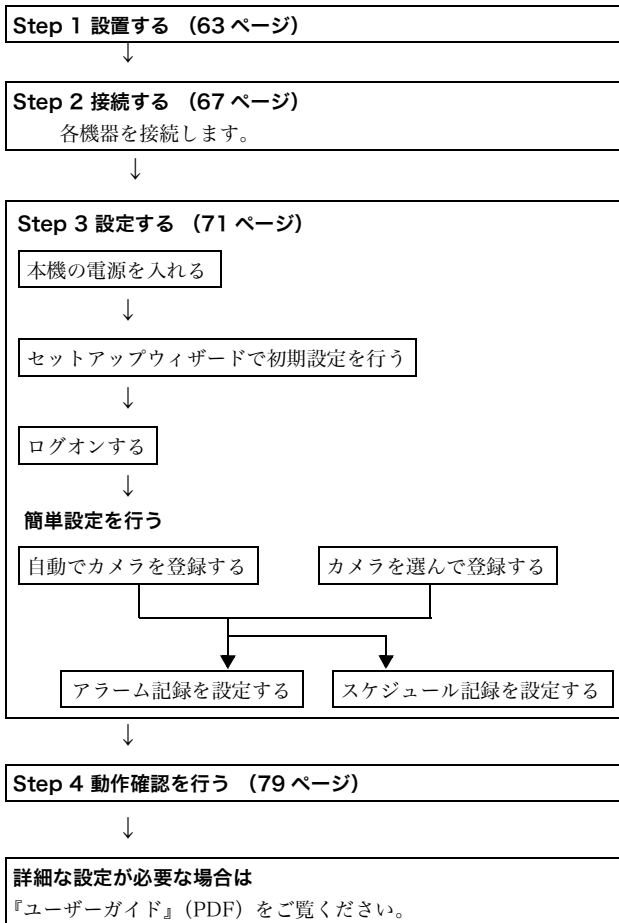 Step 1 設置する （63 ページ）
↓
Step 2 接続する （67 ページ）
各機器を接続します。
↓
Step 3 設定する （71 ページ）
本機の電源を入れる
↓
セットアップウィザードで初期設定を行う
↓
ログオンする
↓
簡単設定を行う
自動でカメラを登録する
カメラを選んで登録する
アラーム記録を設定する
スケジュール記録を設定する
↓
Step 4 動作確認を行う （79 ページ）
↓
詳細な設定が必要な場合は
『ユーザーガイド』（PDF）をご覧ください。